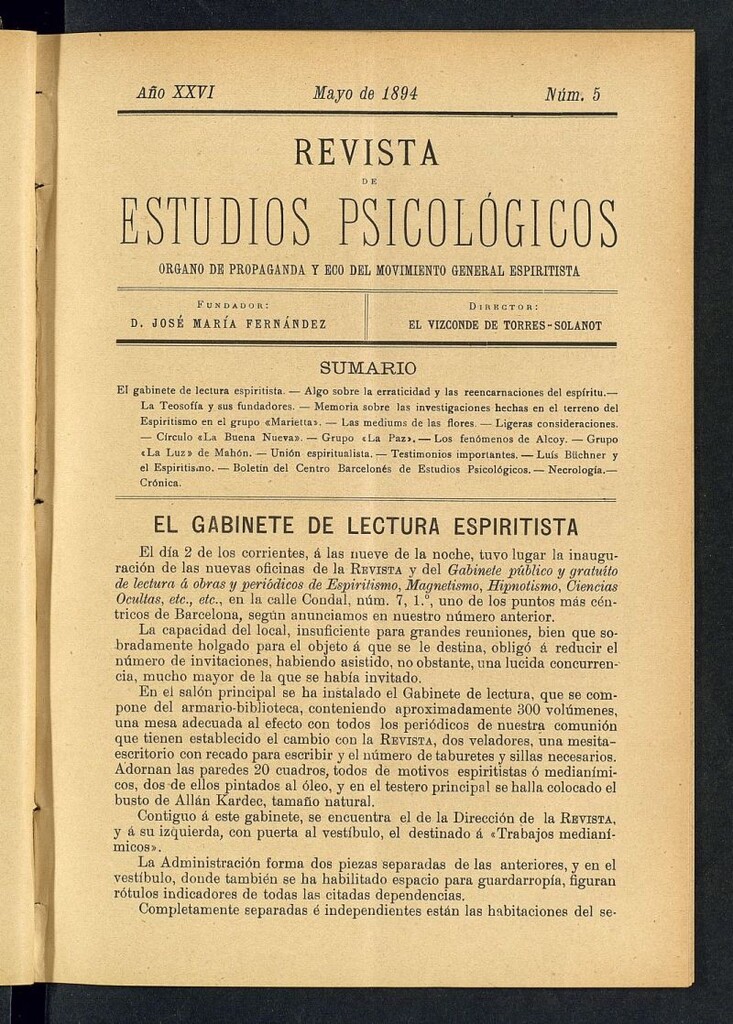 Año XXVI Mayo de 1894 Núm. 5
REVISTA
DE
ESTUDIOS PSICOLÓGICOS
ORGANO DE PROPAGANDA Y ECO DEL MOVIMIENTO GENERAL ESPIRITISTA
FUNDADOR:
D. JOSÉ MARÍA FERNÁNDEZ
DIRECTOR:
EL VIZCONDE DE TORRES-SOLANOT
SUMARIO
El gabinete de lectura espiritista. — Algo sobre la erraticidad y las reencarnaciones del espíritu.—
La Teosofía y sus fundadores. — Memoria sobre las investigaciones hechas en el terreno del
Espiritismo en el grupo «Marietta». — Las mediums de las flores. — Ligeras consideraciones.
— Círculo «La Buena Nueva». — Grupo «La Paz». — Los fenómenos de Alcoy. — Grupo
«La Luz» de Mahón. — Unión espiritualista. — Testimonios importantes. — Luís Büchner y
el Espiritismo. — Boletín del Centro Barcelonés de Estudios Psicológicos. — Necrología.—
Crónica.
EL GABINETE DE LECTURA ESPIRITISTA
El día 2 de los corrientes, á las nueve de la noche, tuvo lugar la inaugu-
ración de las nuevas oficinas de la REVISTA y del Gabinete público y gratuíto
de lectura á obras y periódicos de Espiritismo, Magnetismo, Hipnotismo, Ciencias
Ocultas, etc., etc., en la calle Condal, núm. 7, 1.º, uno de los puntos más cén-
tricos de Barcelona, según anunciamos en nuestro número anterior.
La capacidad del local, insuficiente para grandes reuniones, bien que so-
bradamente holgado para el objeto á que se le destina, obligó á reducir el
número de invitaciones, habiendo asistido, no obstante, una lucida concurren-
cia, mucho mayor de la que se había invitado.
En el salón principal se ha instalado el Gabinete de lectura, que se com-
pone del armario-biblioteca, conteniendo aproximadamente 300 volúmenes,
una mesa adecuada al efecto con todos los periódicos de nuestra comunión
que tienen establecido el cambio con la REVISTA, dos veladores, una mesita-
escritorio con recado para escribir y el número de taburetes y sillas necesarios.
Adornan las paredes 20 cuadros, todos de motivos espiritistas ó medianími-
cos, dos de ellos pintados al óleo, y en el testero principal se halla colocado el
busto de Allán Kardec, tamaño natural.
Contiguo á este gabinete, se encuentra el de la Dirección de la REVISTA,
y á su izquierda, con puerta al vestíbulo, el destinado á «Trabajos medianí-
micos».
La Administración forma dos piezas separadas de las anteriores, y en el
vestíbulo, donde también se ha habilitado espacio para guardarropía, figuran
rótulos indicadores de todas las citadas dependencias.
Completamente separadas é independientes están las habitaciones del se-